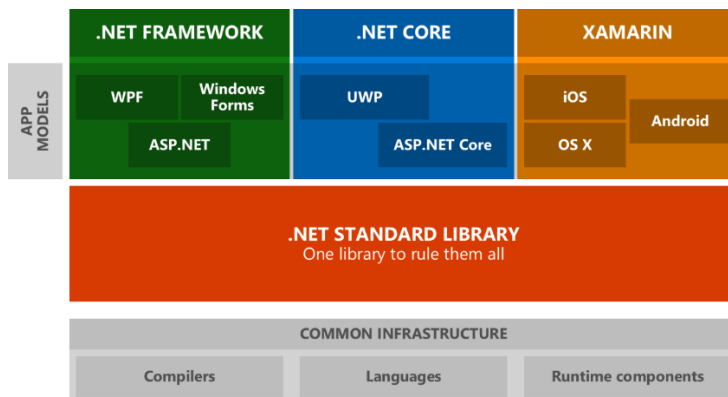 .NET FRAMEWORK
.NET CORE
XAMARIN
APP
MODELS
WPF
Windows
Forms
ASP.NET
UWP
ASP.NET Core
iOS
OS X
Android
.NET STANDARD LIBRARY
One library to rule them all
COMMON INFRASTRUCTURE
Compilers
Languages
Runtime components